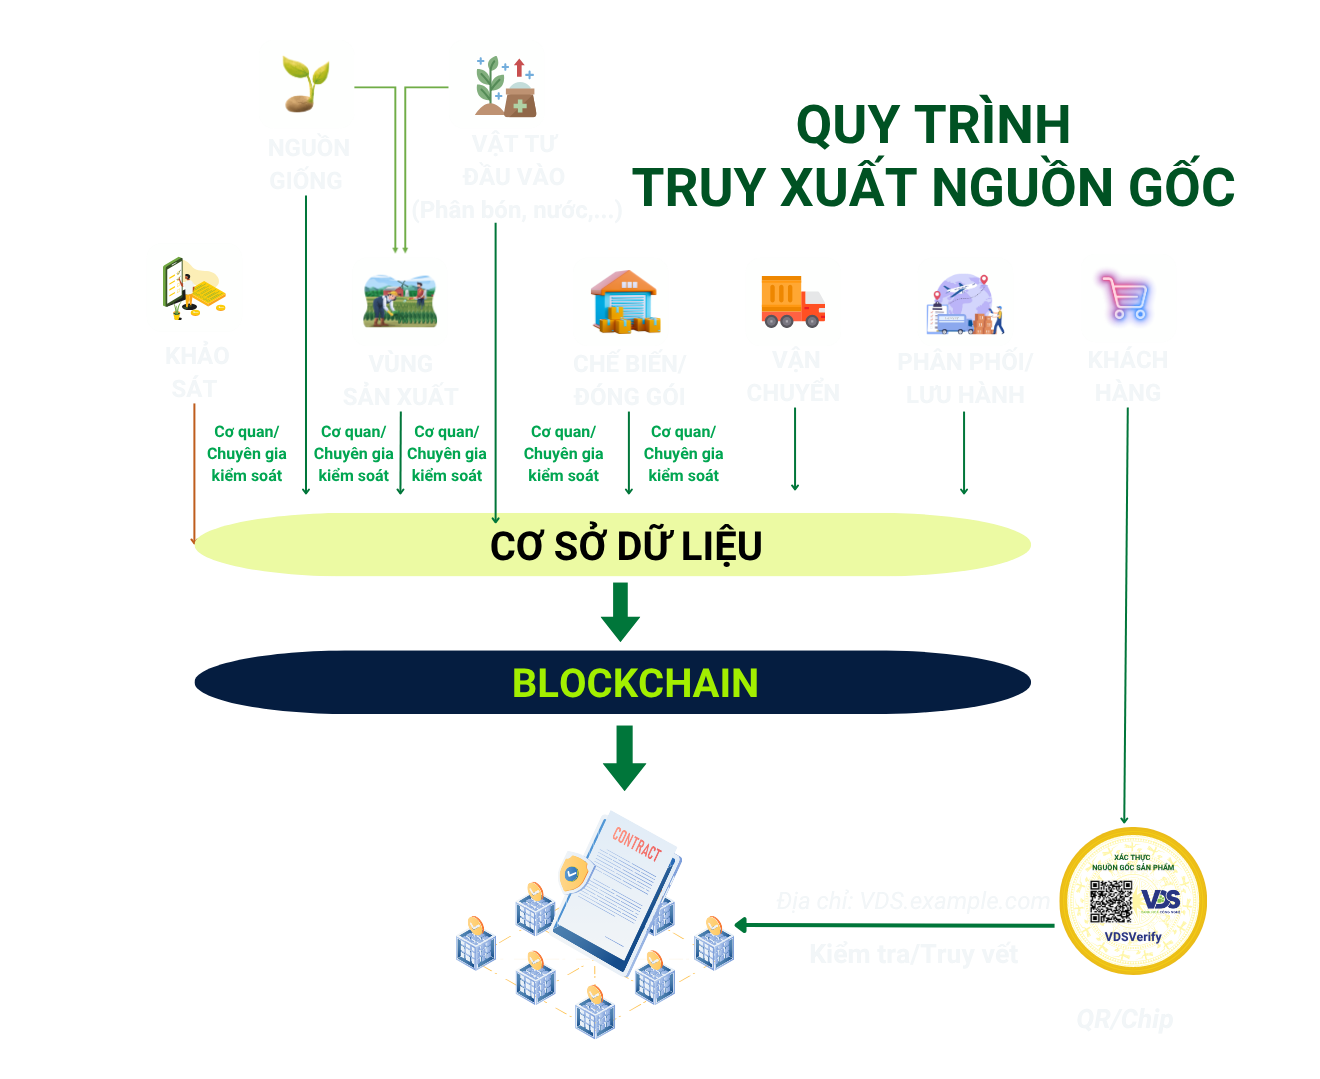 QUY TRÌNH
TRUY XUẤT NGUỒN GỐC
NGUỒN
GIỐNG
VẬT TƯ
ĐẦU VÀO
(Phân bón, nước,...)
KHẢO
SÁT
VÙNG
SẢN XUẤT
CHẾ BIẾN/
ĐÓNG GÓI
VẬN
CHUYỂN
PHÂN PHỐI/
LƯU HÀNH
KHÁCH
HÀNG
Cơ quan/
Chuyên gia
kiểm soát
Cơ quan/
Chuyên gia
kiểm soát
Cơ quan/
Chuyên gia
kiểm soát
Cơ quan/
Chuyên gia
kiểm soát
Cơ quan/
Chuyên gia
kiểm soát
CƠ SỞ DỮ LIỆU
BLOCKCHAIN
CONTRACT
Địa chỉ: VDS.example.com
Kiểm tra/Truy vết
XÁC THỰC
NGUỒN GỐC SẢN PHẨM
VDS
VDSVerify
QR/Chip